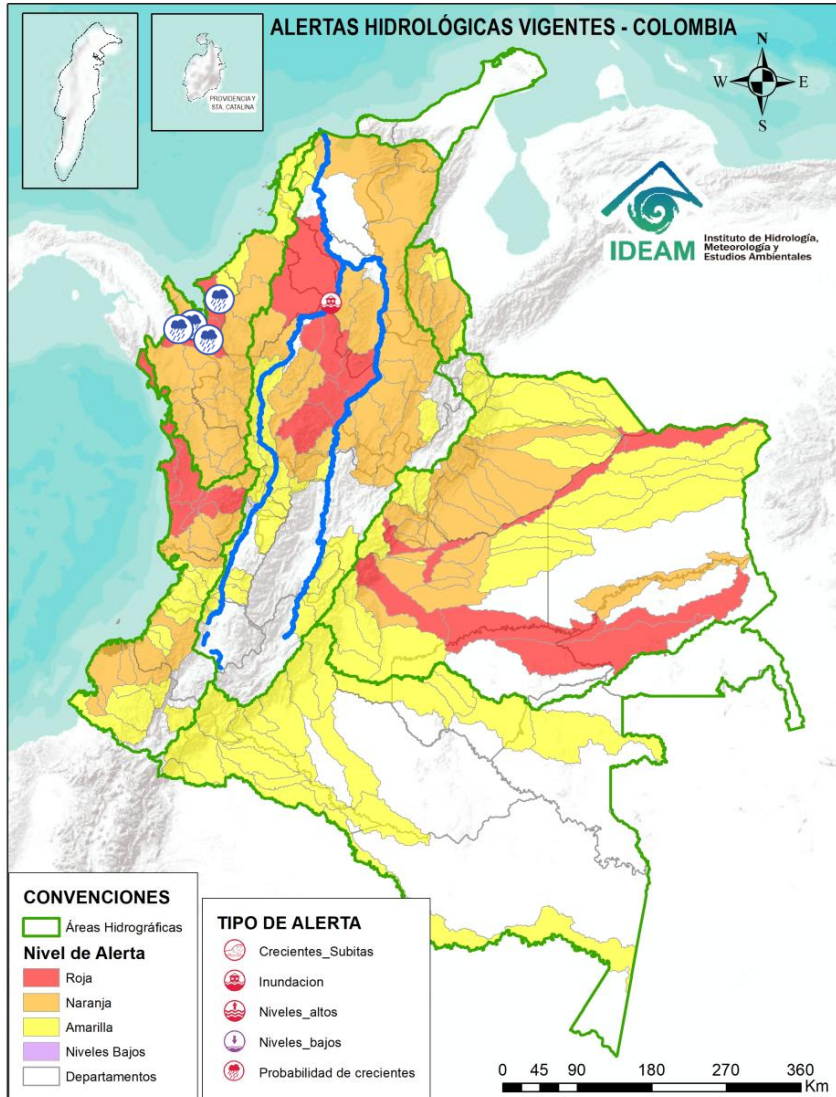 ALERTAS HIDROLÓGICAS VIGENTES - COLOMBIA
PROVIDENCIA Y
STA. CATALINA
N
W
E
S
IDEAM
Instituto de Hidrología,
Meteorología y
Estudios Ambientales
CONVENCIONES
Áreas Hidrográficas
Nivel de Alerta
Roja
Naranja
Amarilla
Niveles Bajos
Departamentos
TIPO DE ALERTA
Crecientes_Subitas
Inundacion
Niveles_altos
Niveles_bajos
Probabilidad de crecientes
0 45 90 180 270 360
Km